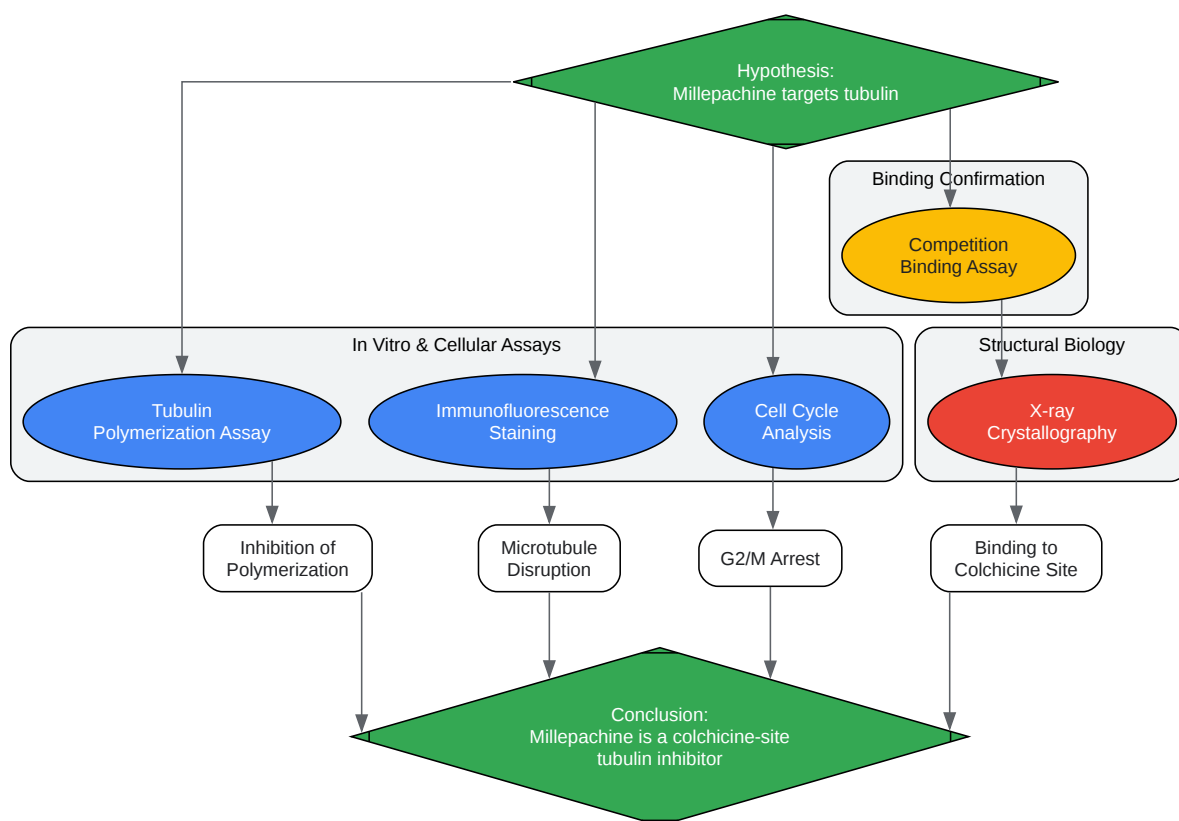 Hypothesis:
Millepachine targets tubulin
Binding Confirmation
Competition
Binding Assay
In Vitro & Cellular Assays
Structural Biology
Tubulin
Polymerization Assay
Immunofluorescence
Staining
Cell Cycle
Analysis
X-ray
Crystallography
Inhibition of
Polymerization
Microtubule
Disruption
G2/M Arrest
Binding to
Colchicine Site
Conclusion:
Millepachine is a colchicine-site
tubulin inhibitor